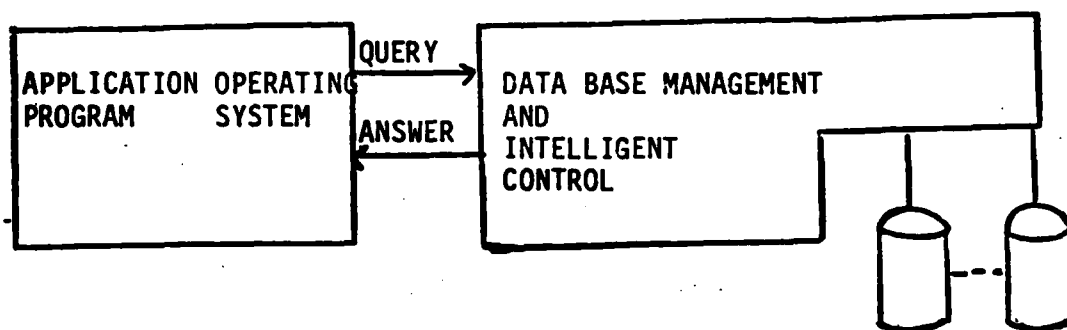 QUERY
APPLICATION OPERATING
PROGRAM SYSTEM
ANSWER
DATA BASE MANAGEMENT
AND
INTELLIGENT
CONTROL